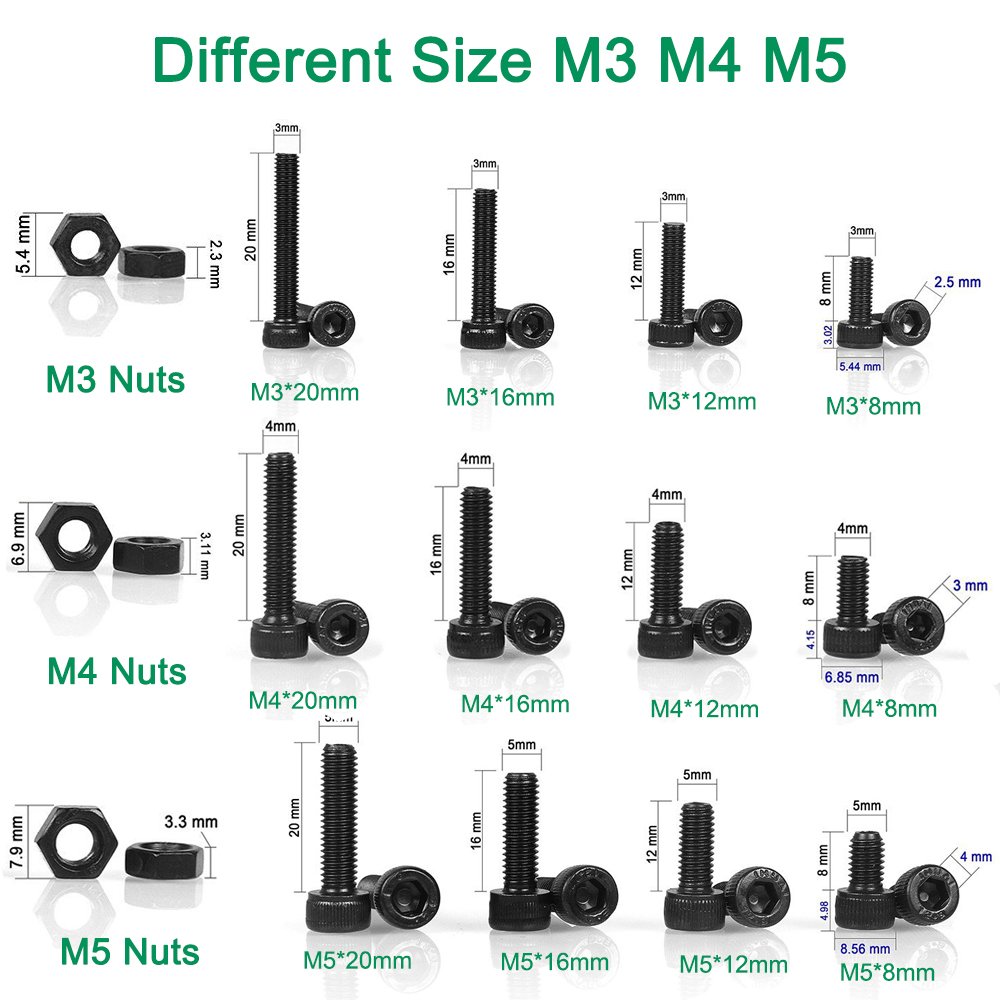 Different Size M3 M4 M5
3mm
20 mm
3mm
16 mm
3mm
12 mm
3mm
8 mm
2.5 mm
3.02
5.44 mm
5.4 mm
2.3 mm
M3 Nuts
M3*20mm
M3*16mm
M3*12mm
M3*8mm
4mm
20 mm
4mm
16 mm
4mm
12 mm
4mm
8 mm
3 mm
4.15
6.85 mm
6.9 mm
3.11 mm
M4 Nuts
M4*20mm
M4*16mm
M4*12mm
M4*8mm
5mm
20 mm
5mm
16 mm
5mm
12 mm
5mm
8 mm
4 mm
4.98
8.56 mm
7.9 mm
3.3 mm
M5 Nuts
M5*20mm
M5*16mm
M5*12mm
M5*8mm